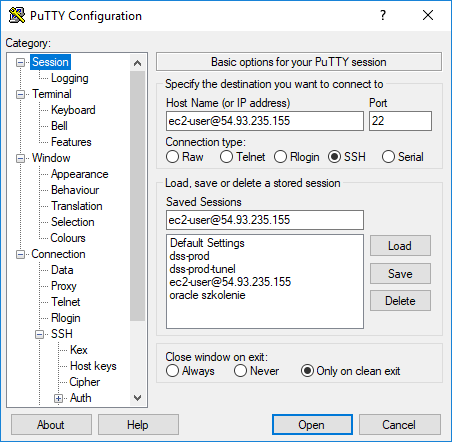 PuTTY Configuration
?
Category:
Session
Logging
Terminal
Keyboard
Bell
Features
Window
Appearance
Behaviour
Translation
Selection
Colours
Connection
Data
Proxy
Telnet
Rlogin
SSH
Kex
Host keys
Cipher
Auth
Basic options for your PuTTY session
Specify the destination you want to connect to
Host Name (or IP address) Port
ec2-user@54.93.235.155 22
Connection type:
Raw Telnet Rlogin SSH Serial
Load, save or delete a stored session
Saved Sessions
ec2-user@54.93.235.155
Default Settings
dss-prod
dss-prod-tunel
ec2-user@54.93.235.155
oracle szkolenie
Load
Save
Delete
Close window on exit:
Always Never Only on clean exit
About Help Open Cancel